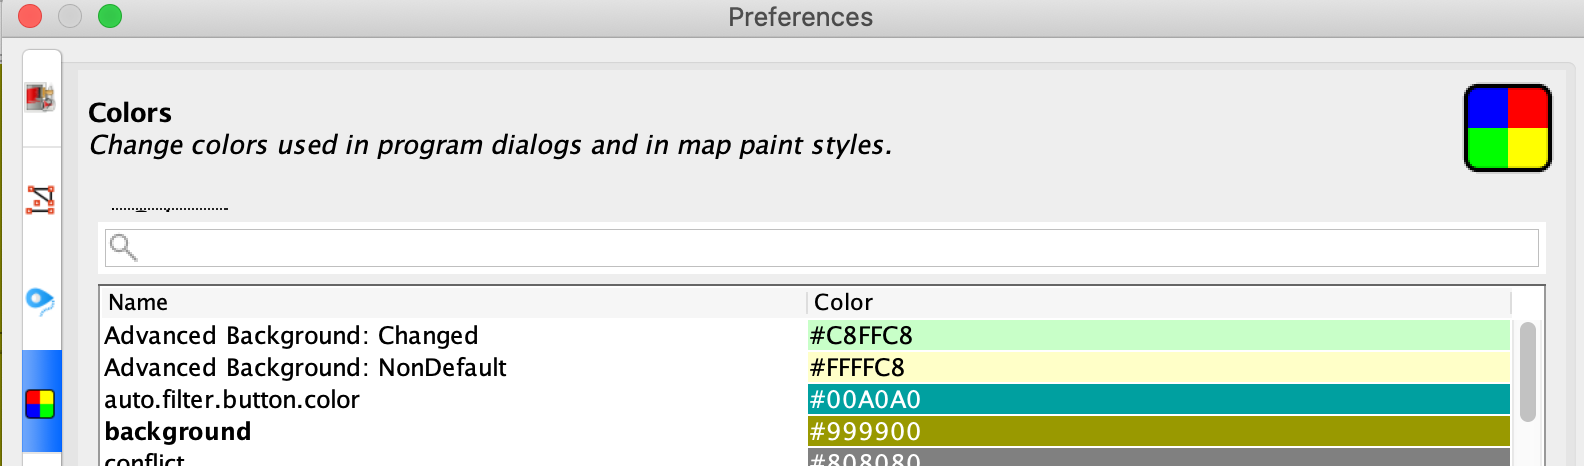 Preferences
Colors
Change colors used in program dialogs and in map paint styles.
Name Color
Advanced Background: Changed #C8FFC8
Advanced Background: NonDefault #FFFFC8
auto.filter.button.color #00A0A0
background #999900
conflict #808080